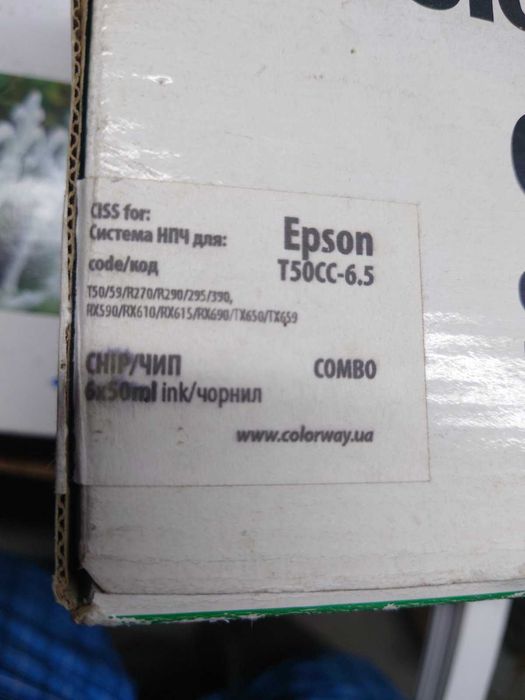 CISS for:
Система НПЧ для:
Epson
code/код
T50CC-6.5
T50/59/R270/R290/295/390,
RX590/RX610/RX615/RX690/TX650/TX659
CHIP/ЧИП
COMBO
6x50ml ink/чорнил
www.colorway.ua